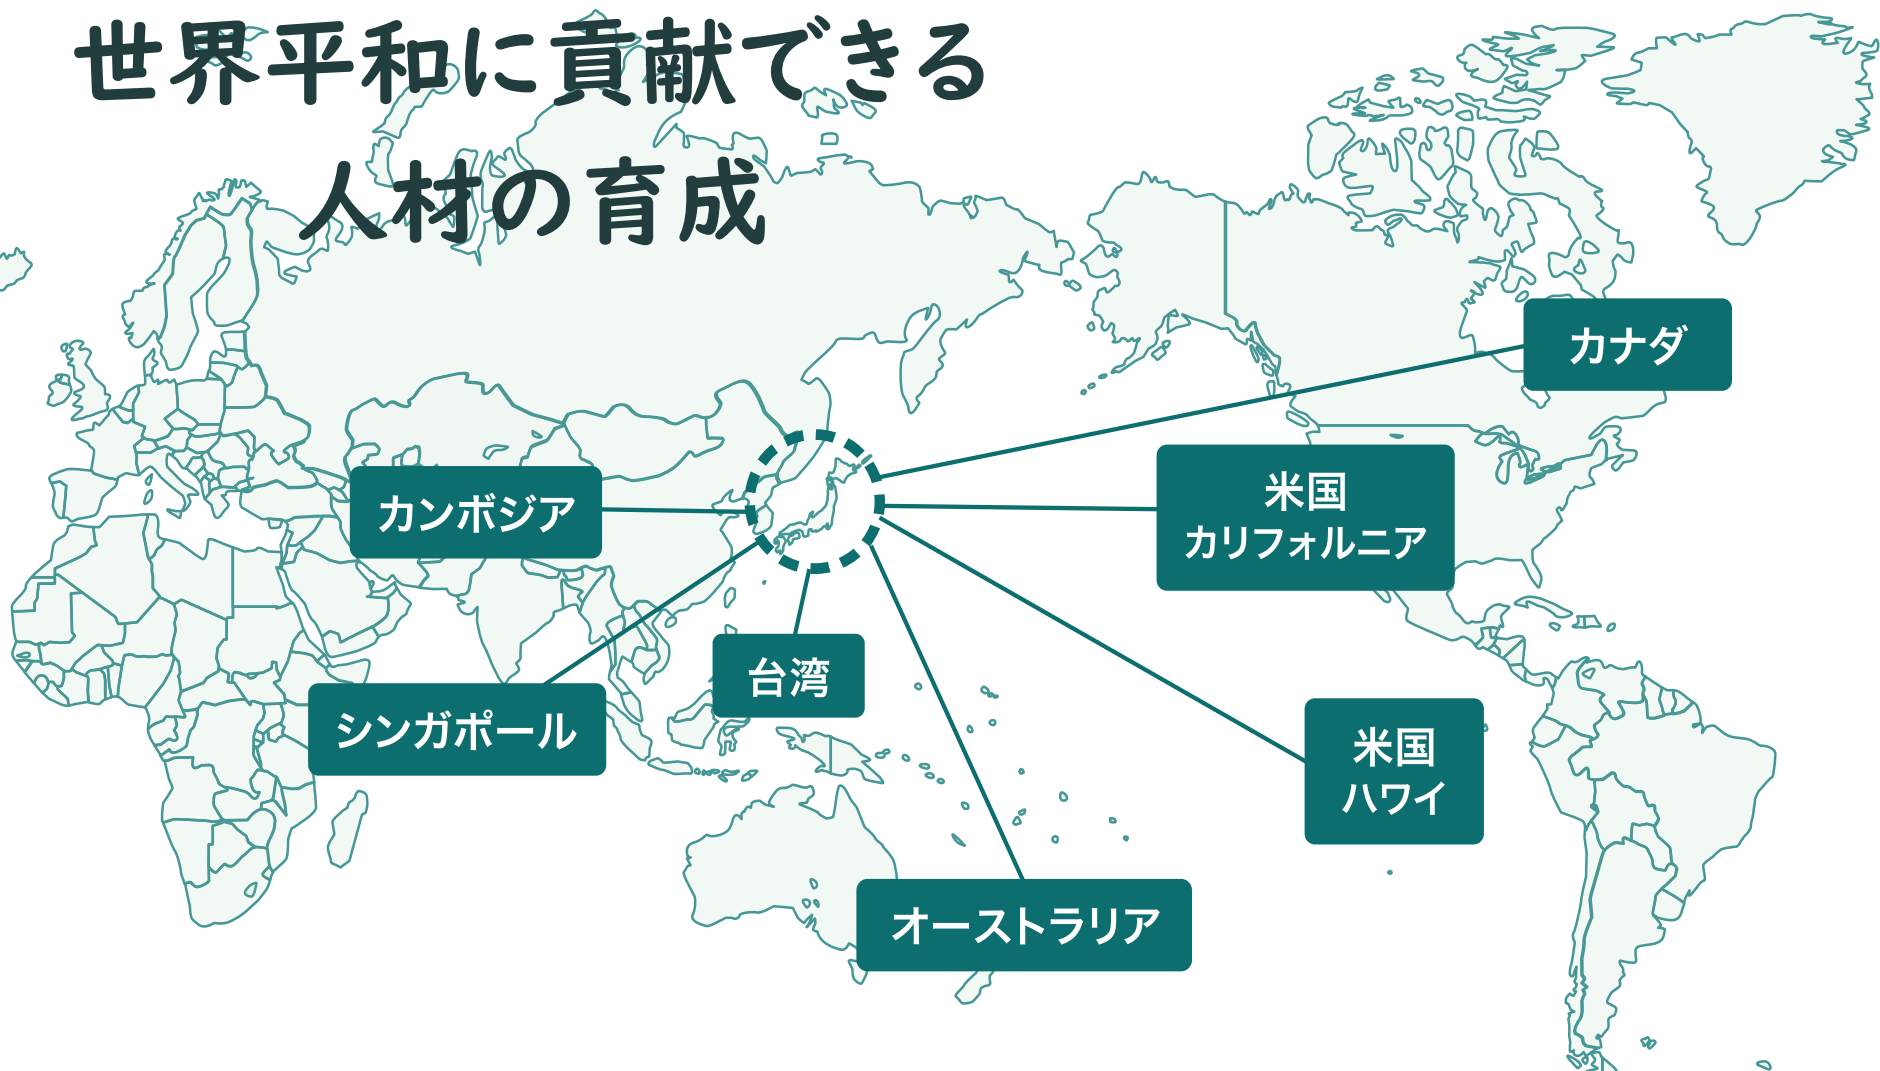 世界平和に貢献できる
人材の育成
カナダ
米国
カリフォルニア
カンボジア
台湾
シンガポール
米国
ハワイ
オーストラリア